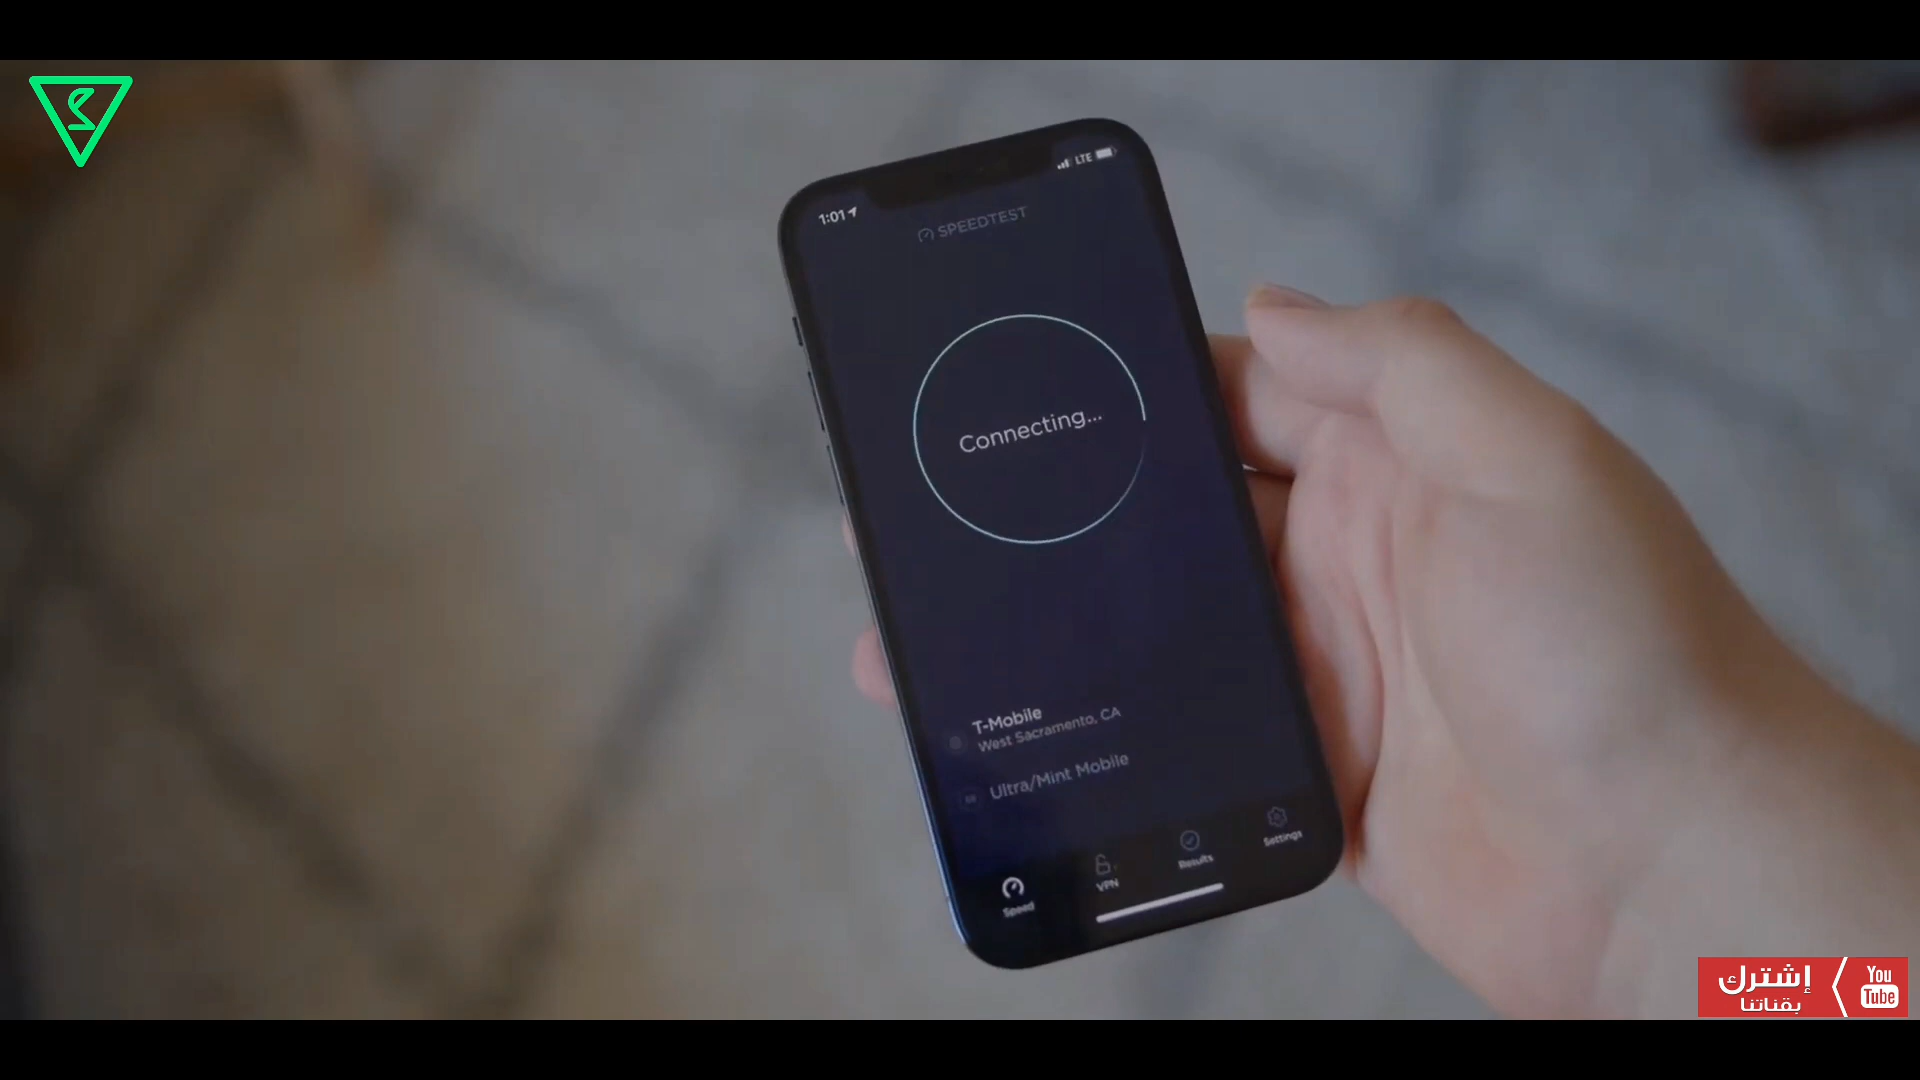 1:01
LTE
SPEEDTEST
Connecting...
T-Mobile
West Sacramento, CA
Ultra/Mint Mobile
Speed
VPN
Results
Settings
إشترك
بقناتنا
You
Tube